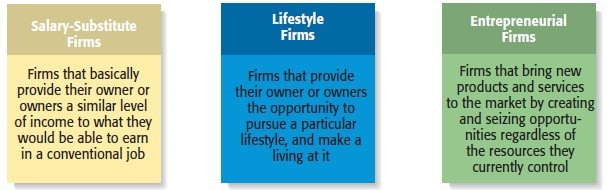 Salary-Substitute
Firms
Firms that basically
provide their owner or
owners a similar level
of income to what they
would be able to earn
in a conventional job
Lifestyle
Firms
Firms that provide
their owner or owners
the opportunity to
pursue a particular
lifestyle, and make a
living at it
Entrepreneurial
Firms
Firms that bring new
products and services
to the market by creating
and seizing opportu-
nities regardless of
the resources they
currently control